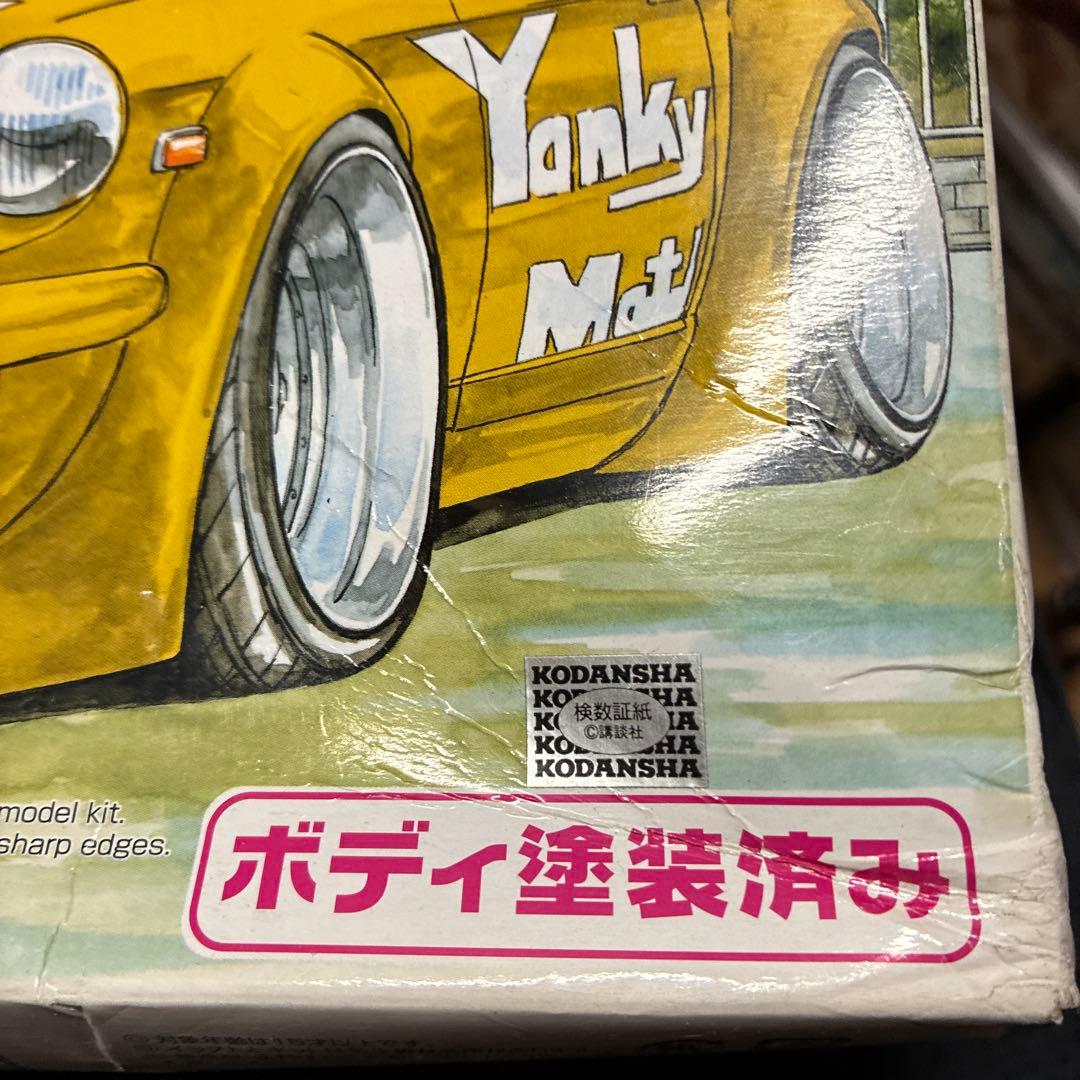 Yanky
Mate
KODANSHA
KODANSHA
検数証紙
©講談社
KODANSHA
model kit.
sharp edges.
ボディ塗装済み